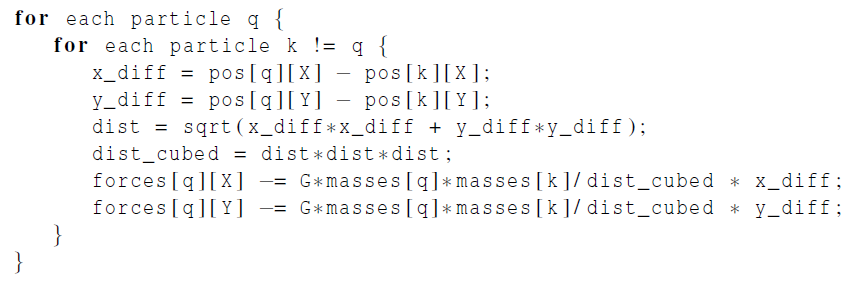 for each particle q {
   for each particle k != q {
      x_diff = pos[q][X] − pos[k][X];
      y_diff = pos[q][Y] − pos[k][Y];
      dist = sqrt(x_diff*x_diff + y_diff*y_diff);
      dist_cubed = dist*dist*dist;
      forces[q][X] −= G*masses[q]*masses[k]/dist_cubed * x_diff;
      forces[q][Y] −= G*masses[q]*masses[k]/dist_cubed * y_diff;
   }
}